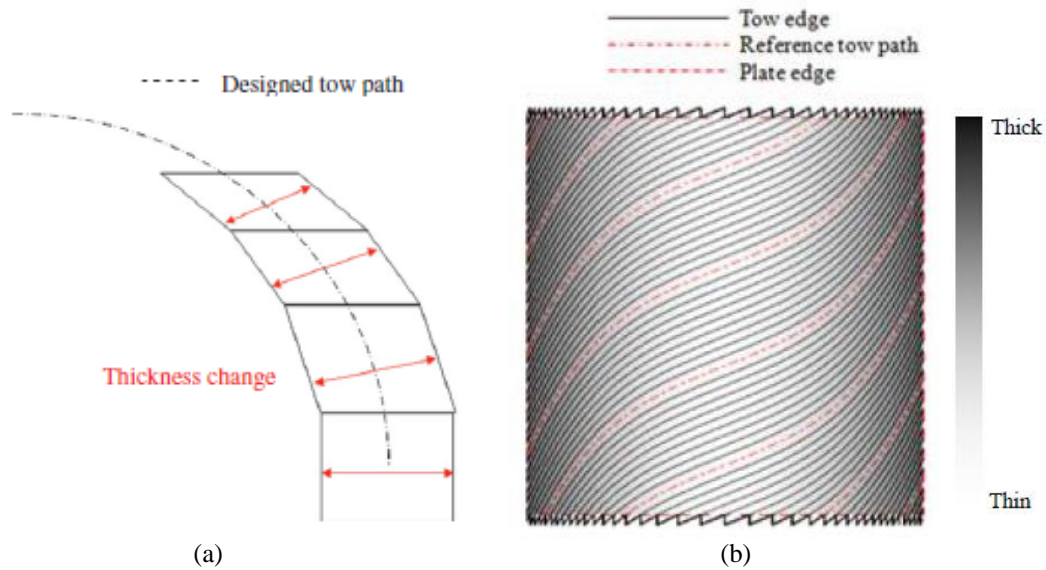 Designed tow path
Thickness change
(a)
Tow edge
Reference tow path
Plate edge
Thick
Thin
(b)